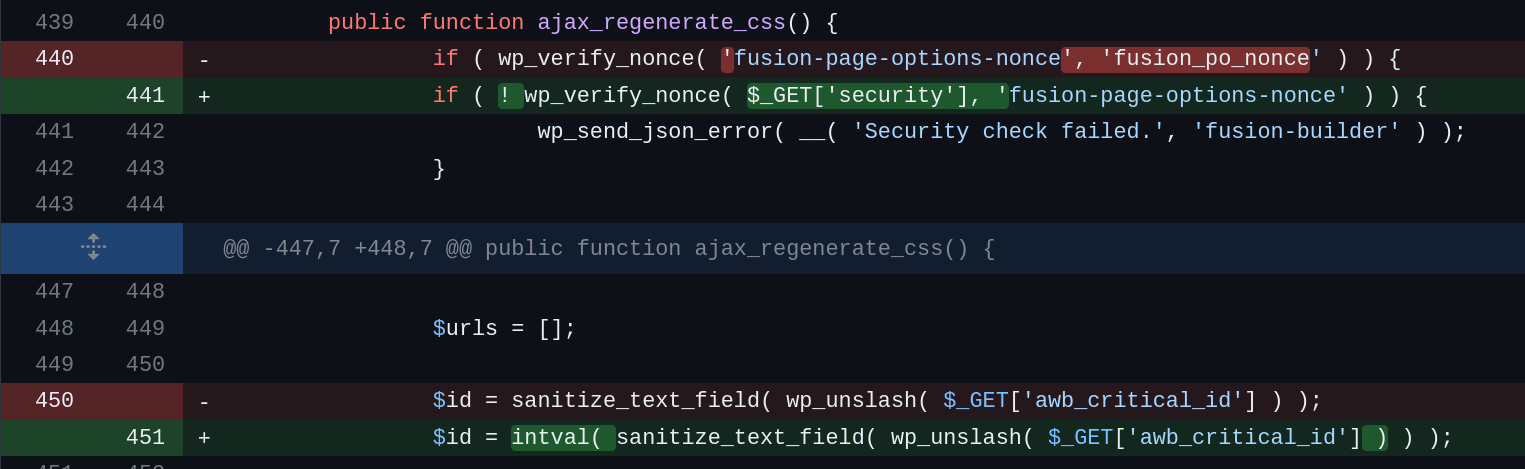 439 440 public function ajax_regenerate_css() {
440 - if ( wp_verify_nonce( 'fusion-page-options-nonce', 'fusion_po_nonce' ) ) {
441 + if ( ! wp_verify_nonce( $_GET['security'], 'fusion-page-options-nonce' ) ) {
441 442 wp_send_json_error( __( 'Security check failed.', 'fusion-builder' ) );
442 443 }
443 444
@@ -447,7 +448,7 @@ public function ajax_regenerate_css() {
447 448
448 449 $urls = [];
449 450
450 - $id = sanitize_text_field( wp_unslash( $_GET['awb_critical_id'] ) );
451 + $id = intval( sanitize_text_field( wp_unslash( $_GET['awb_critical_id'] ) ) );